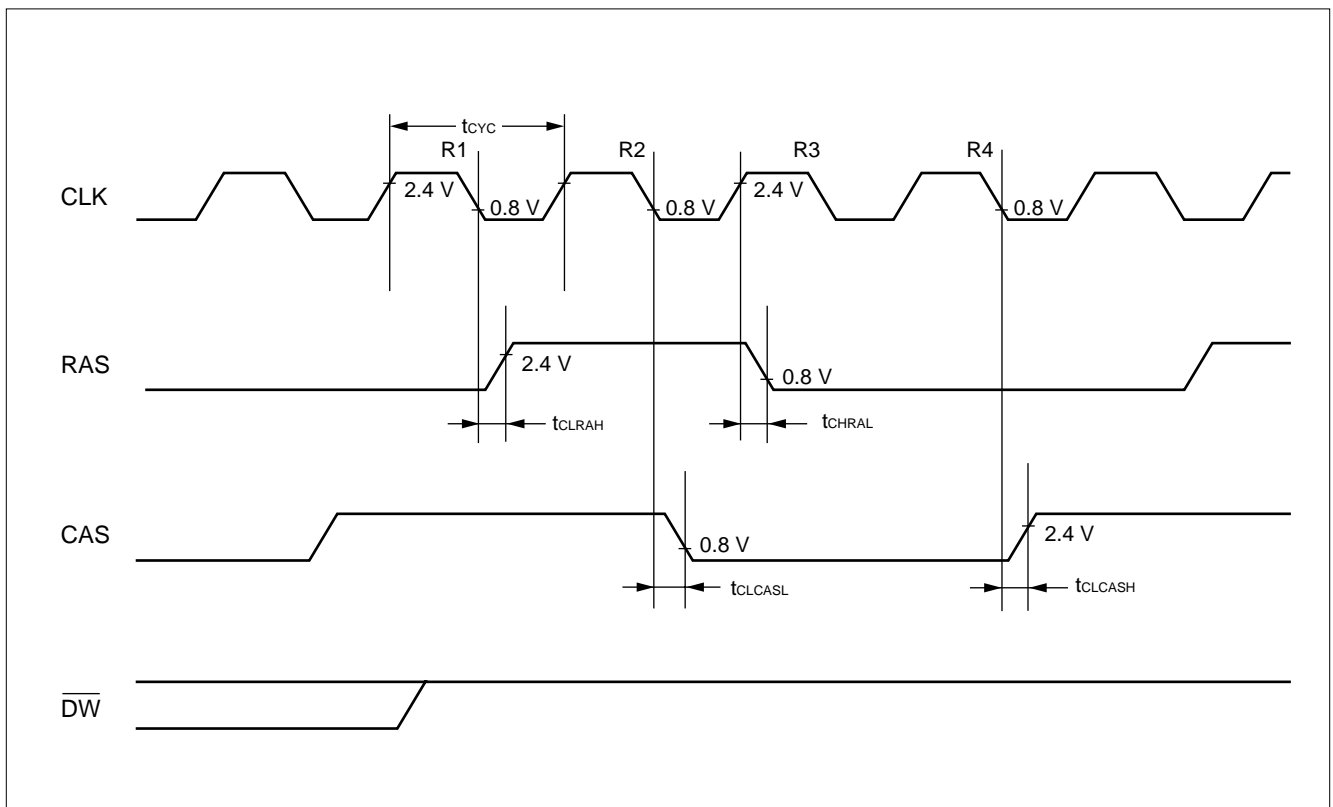 tCYC
R1 R2 R3 R4
CLK 2.4 V 0.8 V 0.8 V 2.4 V 0.8 V
RAS 2.4 V 0.8 V
tCLRAH tCHRAL
CAS 0.8 V 2.4 V
tCLCASL tCLCASH
D̅W̅